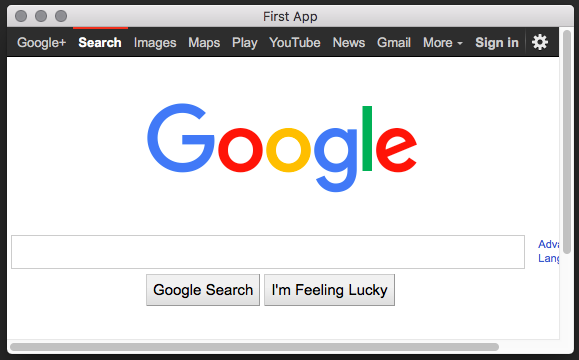 First App
Google+ Search Images Maps Play YouTube News Gmail More Sign in
Google
Adva
Lang
Google Search I'm Feeling Lucky